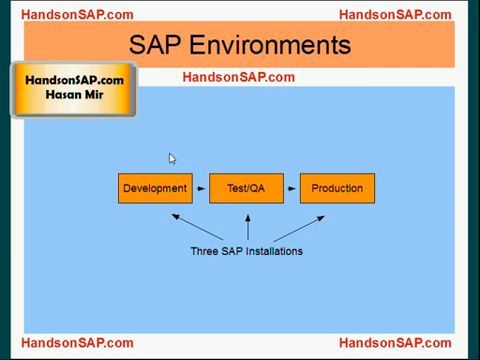 HandsonSAP.com
HandsonSAP.com
SAP Environments
HandsonSAP.com
HandsonSAP.com
Hasan Mir
Development
Test/QA
Production
Three SAP Installations
HandsonSAP.com
HandsonSAP.com